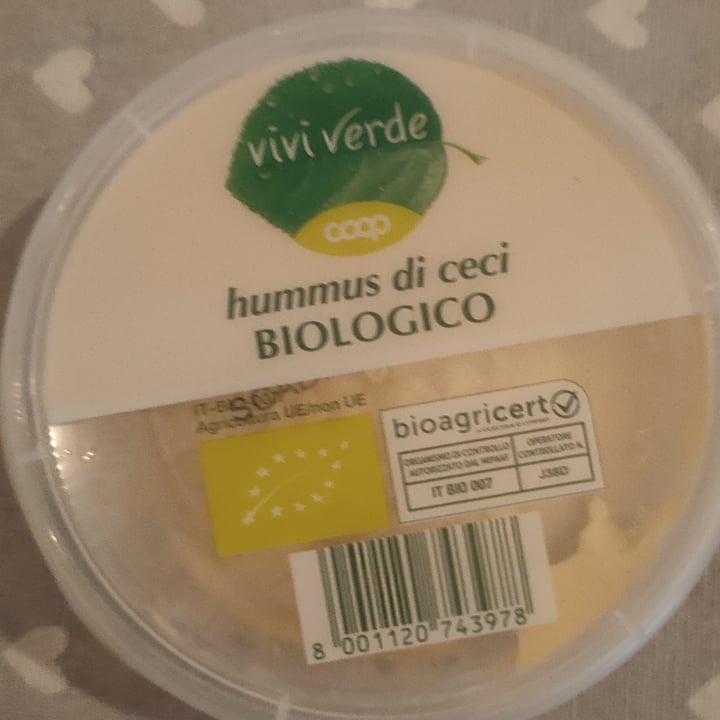 vivi verde
coop
hummus di ceci
BIOLOGICO
Agricoltura UE/non UE
bioagricert
ORGANISMO DI CONTROLLO
AUTORIZZATO DAL MIPAAF
OPERATORE
CONTROLLATO N.
IT BIO 007
J38D
8 001120 743978